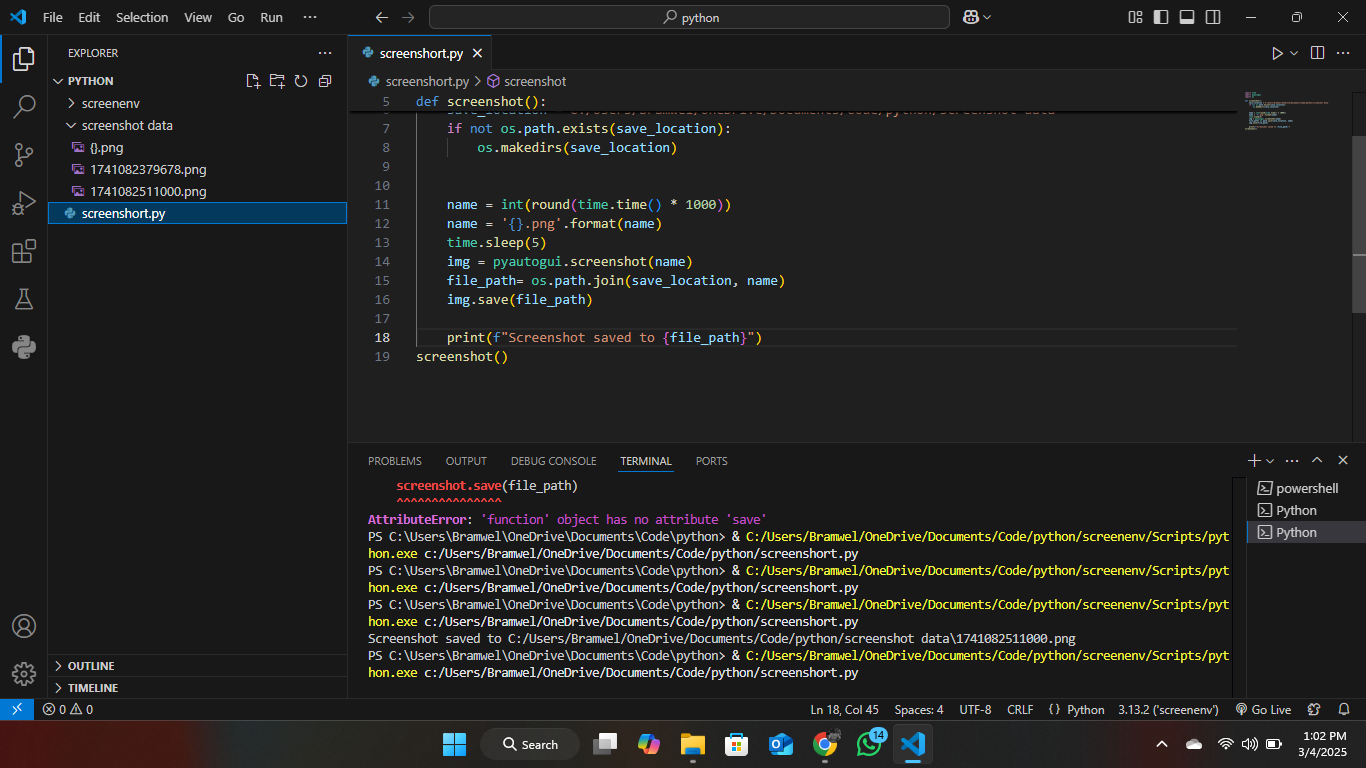 File Edit Selection View Go Run ··· python
EXPLORER ···
PYTHON
screenenv
screenshot data
{}.png
1741082379678.png
1741082511000.png
screenshort.py
OUTLINE
TIMELINE
screenshort.py
screenshort.py > screenshot
5 def screenshot():
7 if not os.path.exists(save_location):
8 os.makedirs(save_location)
9
10
11 name = int(round(time.time() * 1000))
12 name = '{}.png'.format(name)
13 time.sleep(5)
14 img = pyautogui.screenshot(name)
15 file_path= os.path.join(save_location, name)
16 img.save(file_path)
17
18 print(f"Screenshot saved to {file_path}")
19 screenshot()
PROBLEMS OUTPUT DEBUG CONSOLE TERMINAL PORTS
screenshot.save(file_path)
^^^^^^^^^^^^^^^
AttributeError: 'function' object has no attribute 'save'
PS C:\Users\Bramwel\OneDrive\Documents\Code\python> & C:/Users/Bramwel/OneDrive/Documents/Code/python/screenenv/Scripts/pyt
hon.exe c:/Users/Bramwel/OneDrive/Documents/Code/python/screenshort.py
PS C:\Users\Bramwel\OneDrive\Documents\Code\python> & C:/Users/Bramwel/OneDrive/Documents/Code/python/screenenv/Scripts/pyt
hon.exe c:/Users/Bramwel/OneDrive/Documents/Code/python/screenshort.py
PS C:\Users\Bramwel\OneDrive\Documents\Code\python> & C:/Users/Bramwel/OneDrive/Documents/Code/python/screenenv/Scripts/pyt
hon.exe c:/Users/Bramwel/OneDrive/Documents/Code/python/screenshort.py
Screenshot saved to C:/Users/Bramwel/OneDrive/Documents/Code/python/screenshot data\1741082511000.png
PS C:\Users\Bramwel\OneDrive\Documents\Code\python> & C:/Users/Bramwel/OneDrive/Documents/Code/python/screenenv/Scripts/pyt
hon.exe c:/Users/Bramwel/OneDrive/Documents/Code/python/screenshort.py
powershell
Python
Python
0 0 Ln 18, Col 45 Spaces: 4 UTF-8 CRLF {} Python 3.13.2 ('screenenv') Go Live
Search 14
1:02 PM
3/4/2025